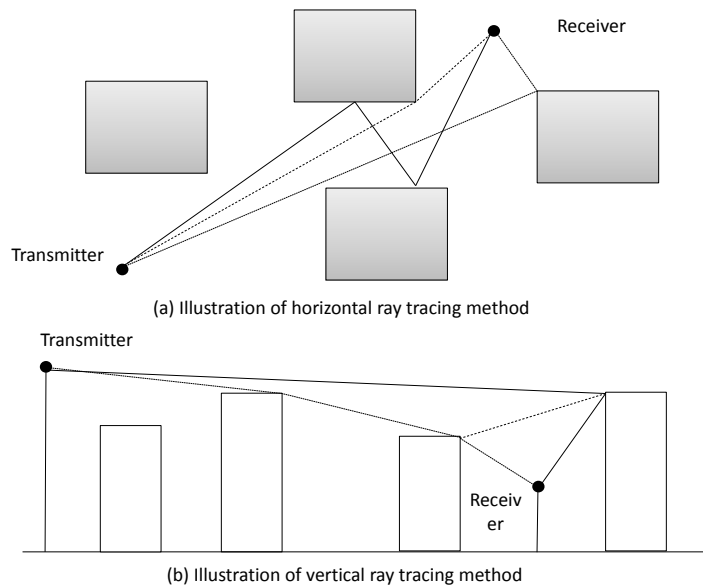 Receiver
Transmitter
(a) Illustration of horizontal ray tracing method
Transmitter
Receiv
er
(b) Illustration of vertical ray tracing method